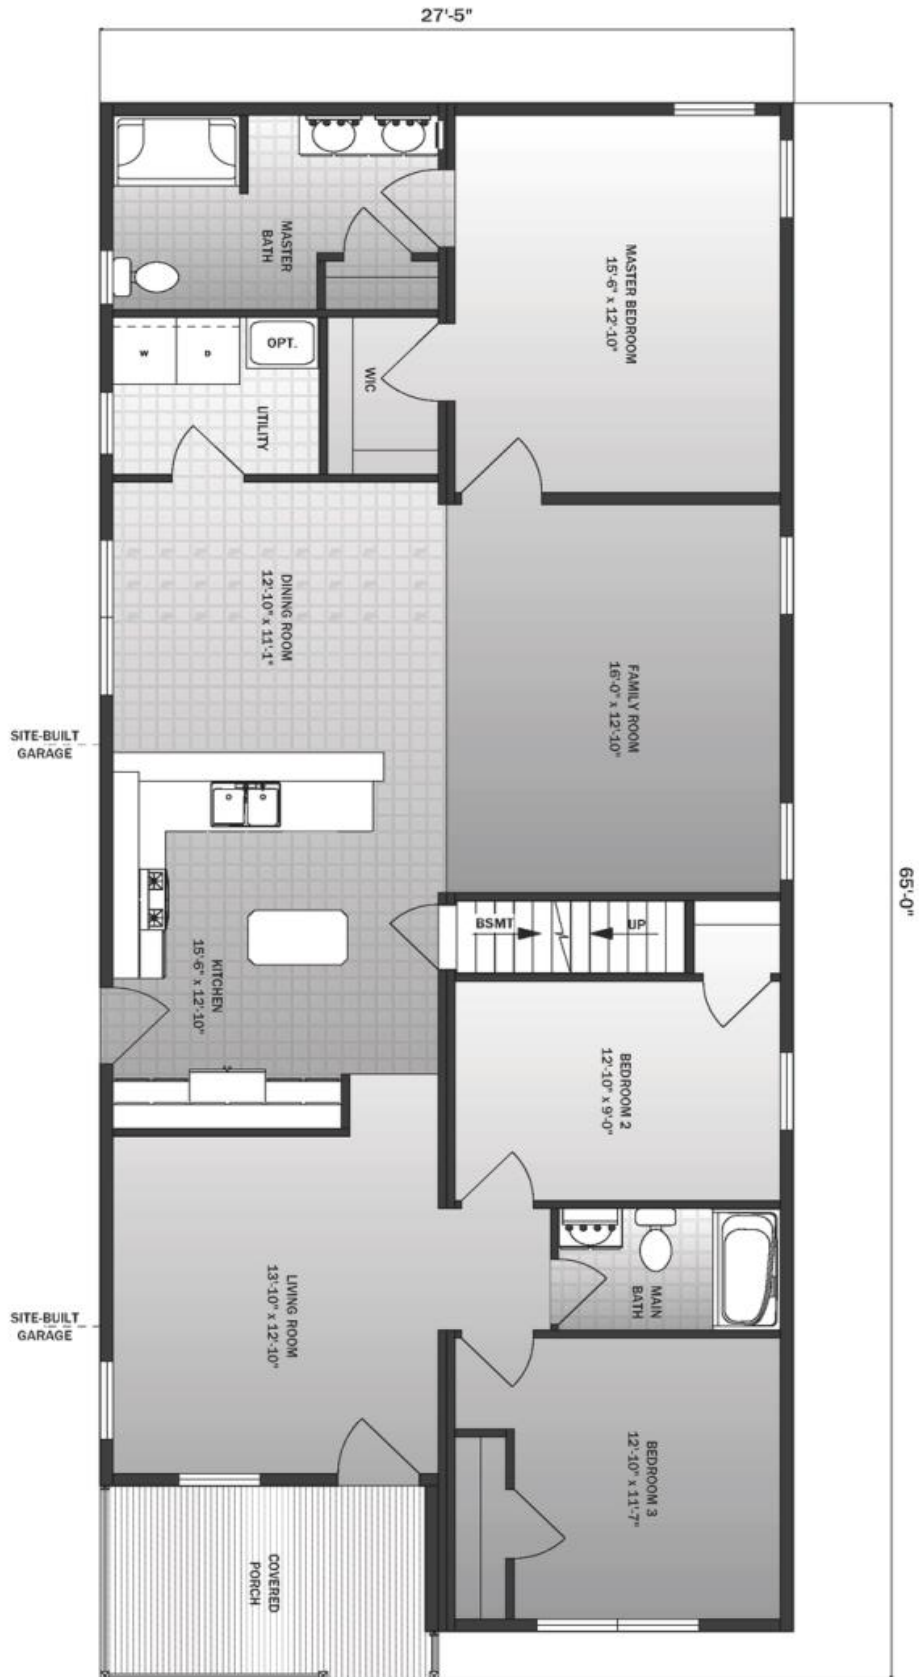 27'-5"
MASTER
BATH
MASTER BEDROOM
15'-6" x 12'-10"
W
D
OPT.
UTILITY
WIC
DINING ROOM
12'-10" x 11'-1"
FAMILY ROOM
16'-0" x 12'-10"
SITE-BUILT
GARAGE
65'-0"
BSMT
UP
KITCHEN
15'-6" x 12'-10"
BEDROOM 2
12'-10" x 9'-0"
MAIN
BATH
LIVING ROOM
13'-10" x 12'-10"
SITE-BUILT
GARAGE
BEDROOM 3
12'-10" x 11'-7"
COVERED
PORCH